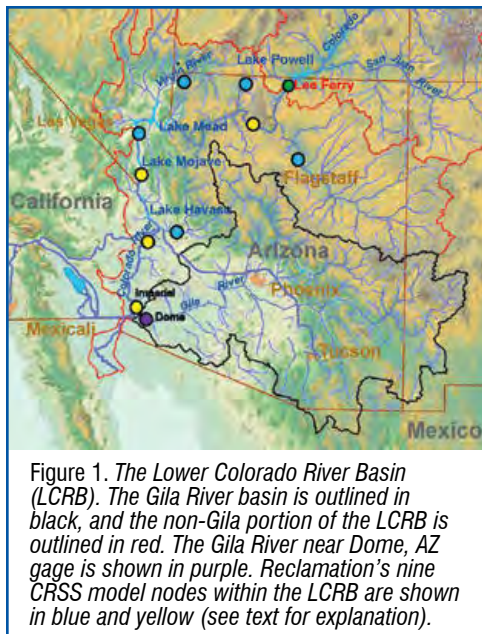 Virgin River
Lake Powell
Colorado
San Juan River
Lee Ferry
Las Vegas
Lake Mead
Lake Mojave
Flagstaff
California
Lake Havasu
Arizona
Colorado River
Imperial
Gila River
Phoenix
Dome
Mexicali
Tucson
Mexico
Figure 1. The Lower Colorado River Basin
(LCRB). The Gila River basin is outlined in
black, and the non-Gila portion of the LCRB is
outlined in red. The Gila River near Dome, AZ
gage is shown in purple. Reclamation's nine
CRSS model nodes within the LCRB are shown
in blue and yellow (see text for explanation).